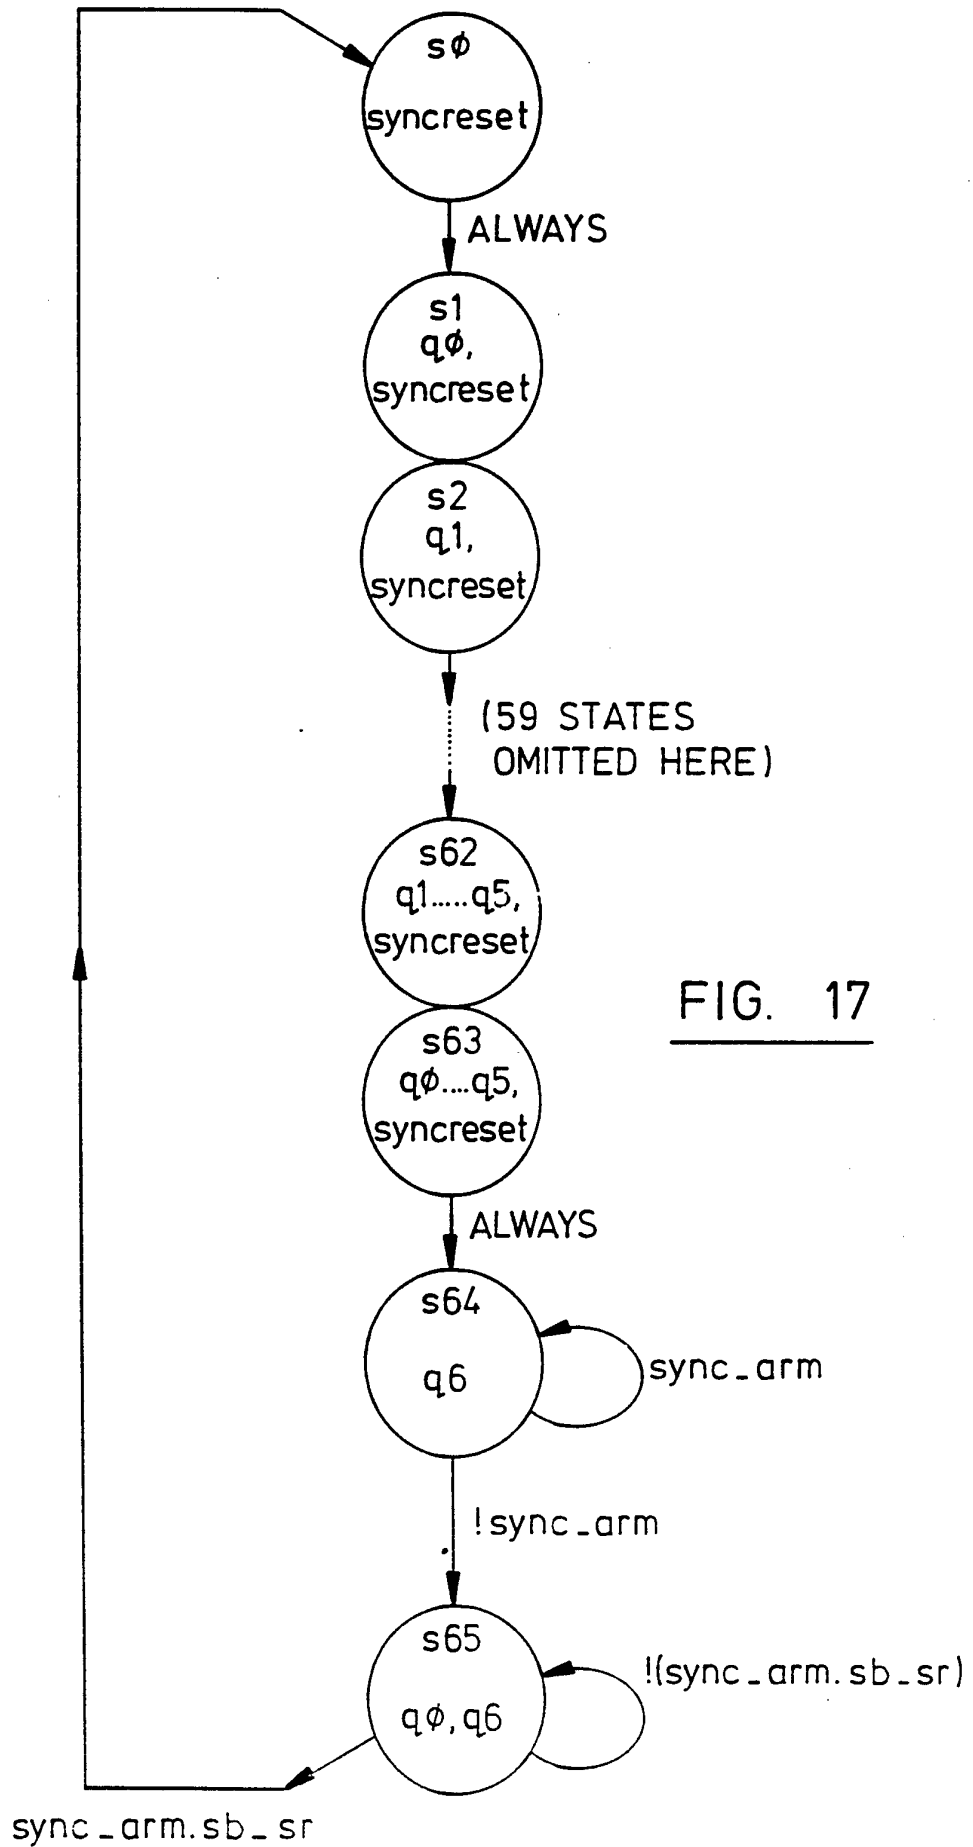 sφ
syncreset
ALWAYS
s1
qφ,
syncreset
s2
q1,
syncreset
(59 STATES
OMITTED HERE)
s62
q1.....q5,
syncreset
FIG. 17
s63
qφ....q5,
syncreset
ALWAYS
s64
q6
sync_arm
!sync_arm
s65
qφ,q6
!(sync_arm.sb_sr)
sync_arm.sb_sr